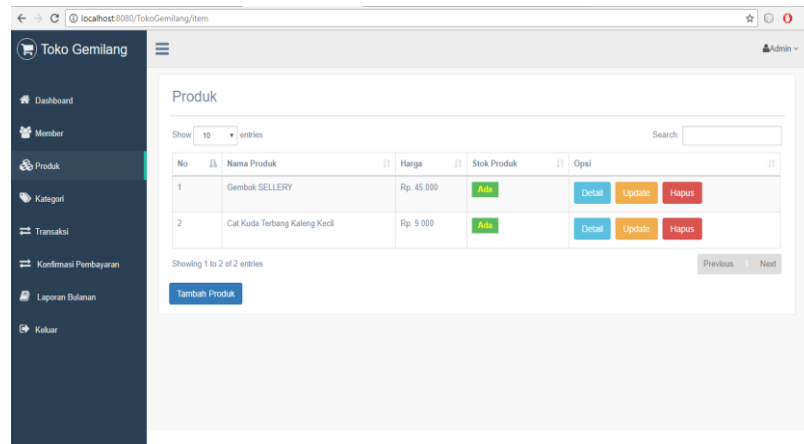 localhost:8080/TokoGemilang/item
Toko Gemilang
Admin
Dashboard
Member
Produk
Kategori
Transaksi
Konfirmasi Pembayaran
Laporan Bulanan
Keluar
Produk
Show 10 entries Search:
No Nama Produk Harga Stok Produk Opsi
1 Gembok SELLERY Rp. 45.000 Ada Detail Update Hapus
2 Cat Kuda Terbang Kaleng Kecil Rp. 9.000 Ada Detail Update Hapus
Showing 1 to 2 of 2 entries Previous 1 Next
Tambah Produk